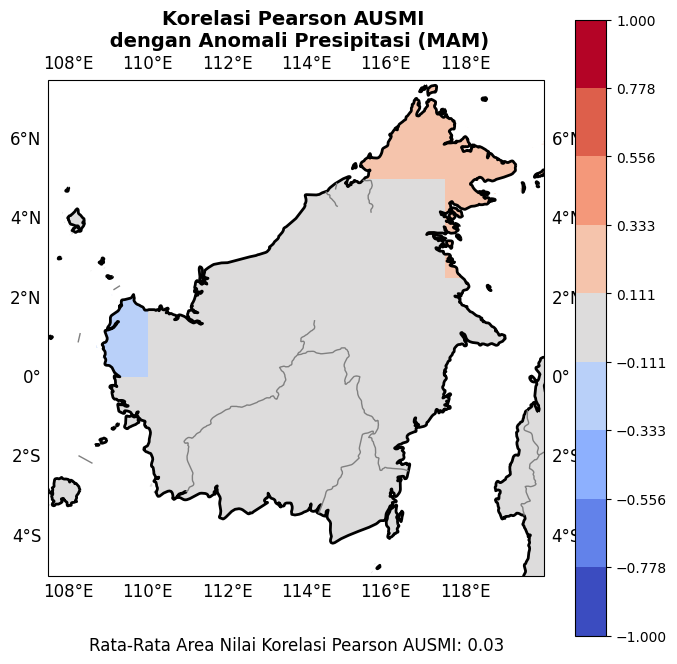 Korelasi Pearson AUSMI
dengan Anomali Presipitasi (MAM)
108°E 110°E 112°E 114°E 116°E 118°E
6°N 6°N
4°N 4°N
2°N 2°N
0° 0°
2°S 2°S
4°S 4°S
108°E 110°E 112°E 114°E 116°E 118°E
1.000
0.778
0.556
0.333
0.111
−0.111
−0.333
−0.556
−0.778
−1.000
Rata-Rata Area Nilai Korelasi Pearson AUSMI: 0.03